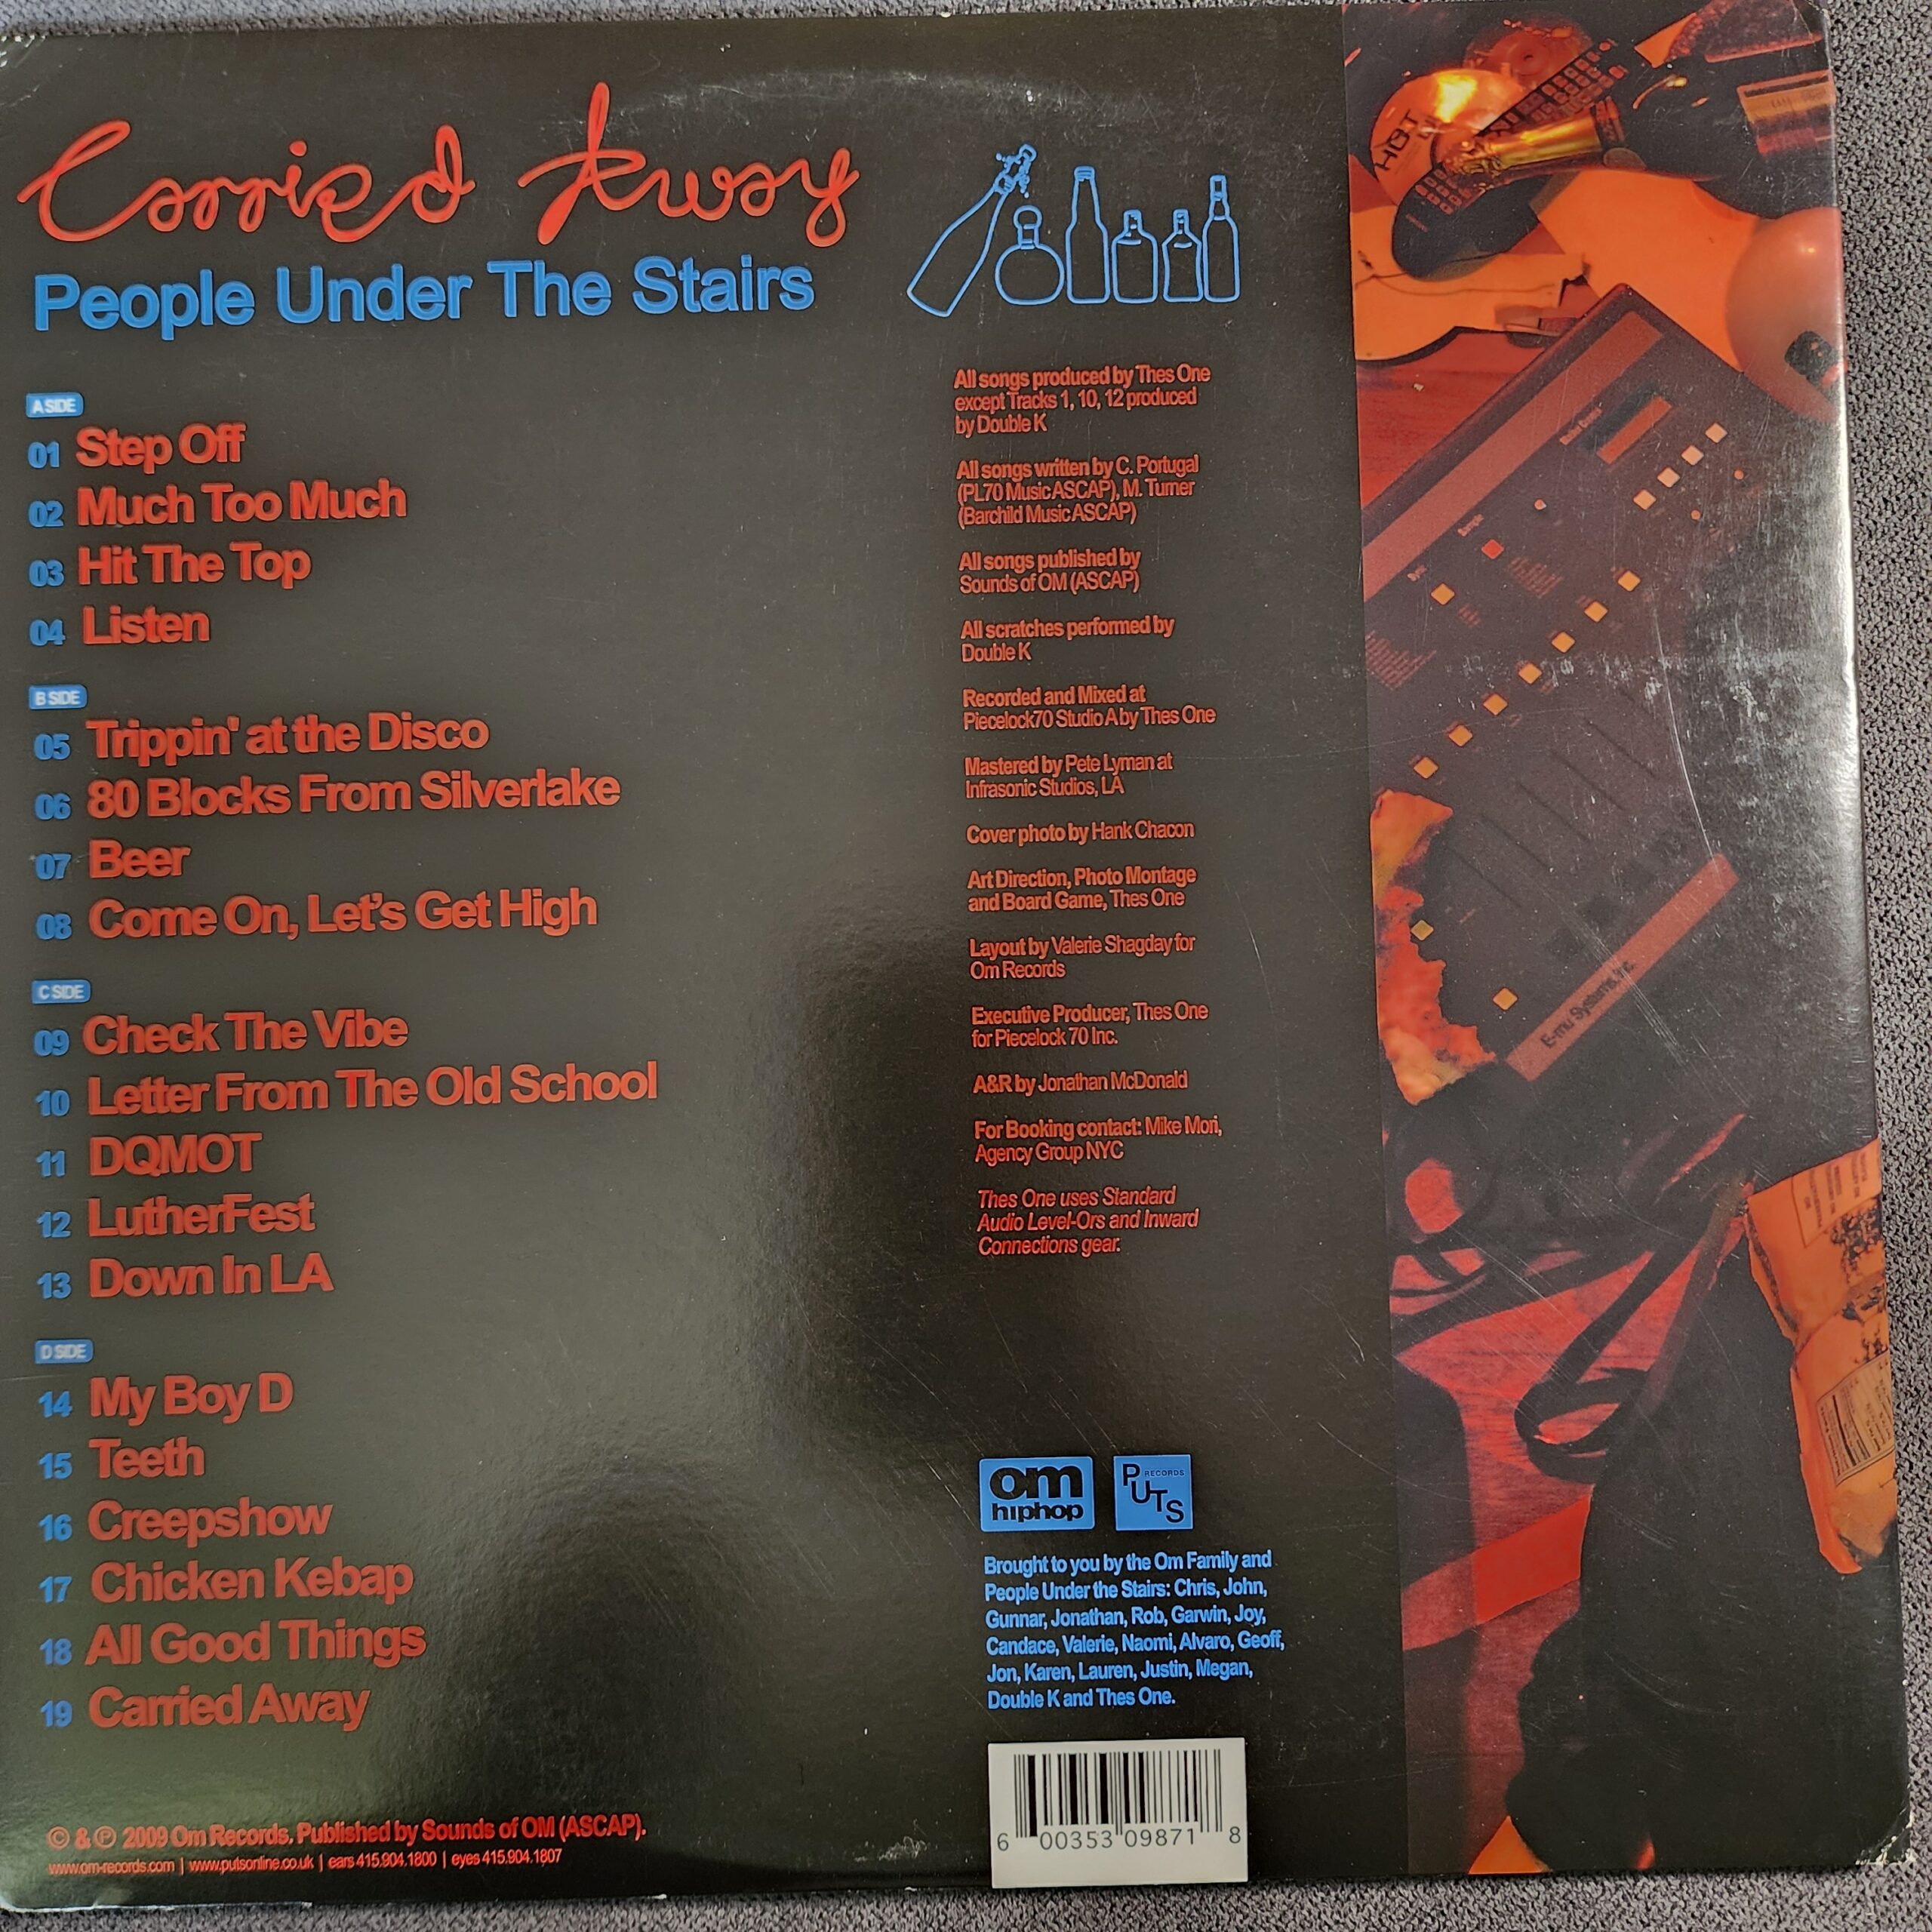 Carried Away
People Under The Stairs
A SIDE
01 Step Off
02 Much Too Much
03 Hit The Top
04 Listen
B SIDE
05 Trippin' at the Disco
06 80 Blocks From Silverlake
07 Beer
08 Come On, Let's Get High
C SIDE
09 Check The Vibe
10 Letter From The Old School
11 DQMOT
12 LutherFest
13 Down In LA
D SIDE
14 My Boy D
15 Teeth
16 Creepshow
17 Chicken Kebap
18 All Good Things
19 Carried Away
© & ℗ 2009 Om Records. Published by Sounds of OM (ASCAP).
www.om-records.com | www.putsonline.co.uk | ears 415.904.1800 | eyes 415.904.1807
All songs produced by Thes One
except Tracks 1, 10, 12 produced
by Double K
All songs written by C. Portugal
(PL70 Music ASCAP), M. Turner
(Barchild Music ASCAP)
All songs published by
Sounds of OM (ASCAP)
All scratches performed by
Double K
Recorded and Mixed at
Piecelock70 Studio A by Thes One
Mastered by Pete Lyman at
Infrasonic Studios, LA
Cover photo by Hank Chacon
Art Direction, Photo Montage
and Board Game, Thes One
Layout by Valerie Shagday for
Om Records
Executive Producer, Thes One
for Piecelock 70 Inc.
A&R by Jonathan McDonald
For Booking contact: Mike Mori,
Agency Group NYC
Thes One uses Standard
Audio Level-Ors and Inward
Connections gear.
om
hiphop
PUTS RECORDS
Brought to you by the Om Family and
People Under the Stairs: Chris, John,
Gunnar, Jonathan, Rob, Garwin, Joy,
Candace, Valerie, Naomi, Alvaro, Geoff,
Jon, Karen, Lauren, Justin, Megan,
Double K and Thes One.
6 00353 09871 8
HOT
Sample
E-mu Systems, Inc.